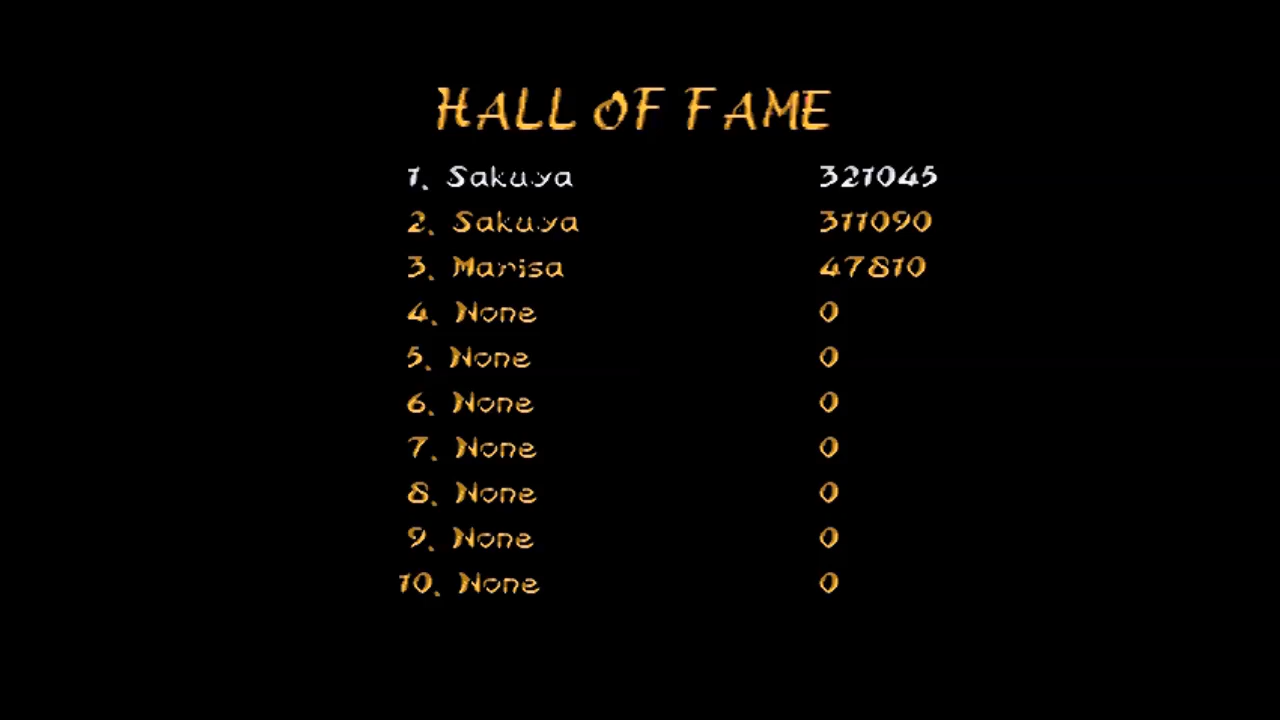 HALL OF FAME
1. Sakuya 321045
2. Sakuya 311090
3. Marisa 47810
4. None 0
5. None 0
6. None 0
7. None 0
8. None 0
9. None 0
10. None 0